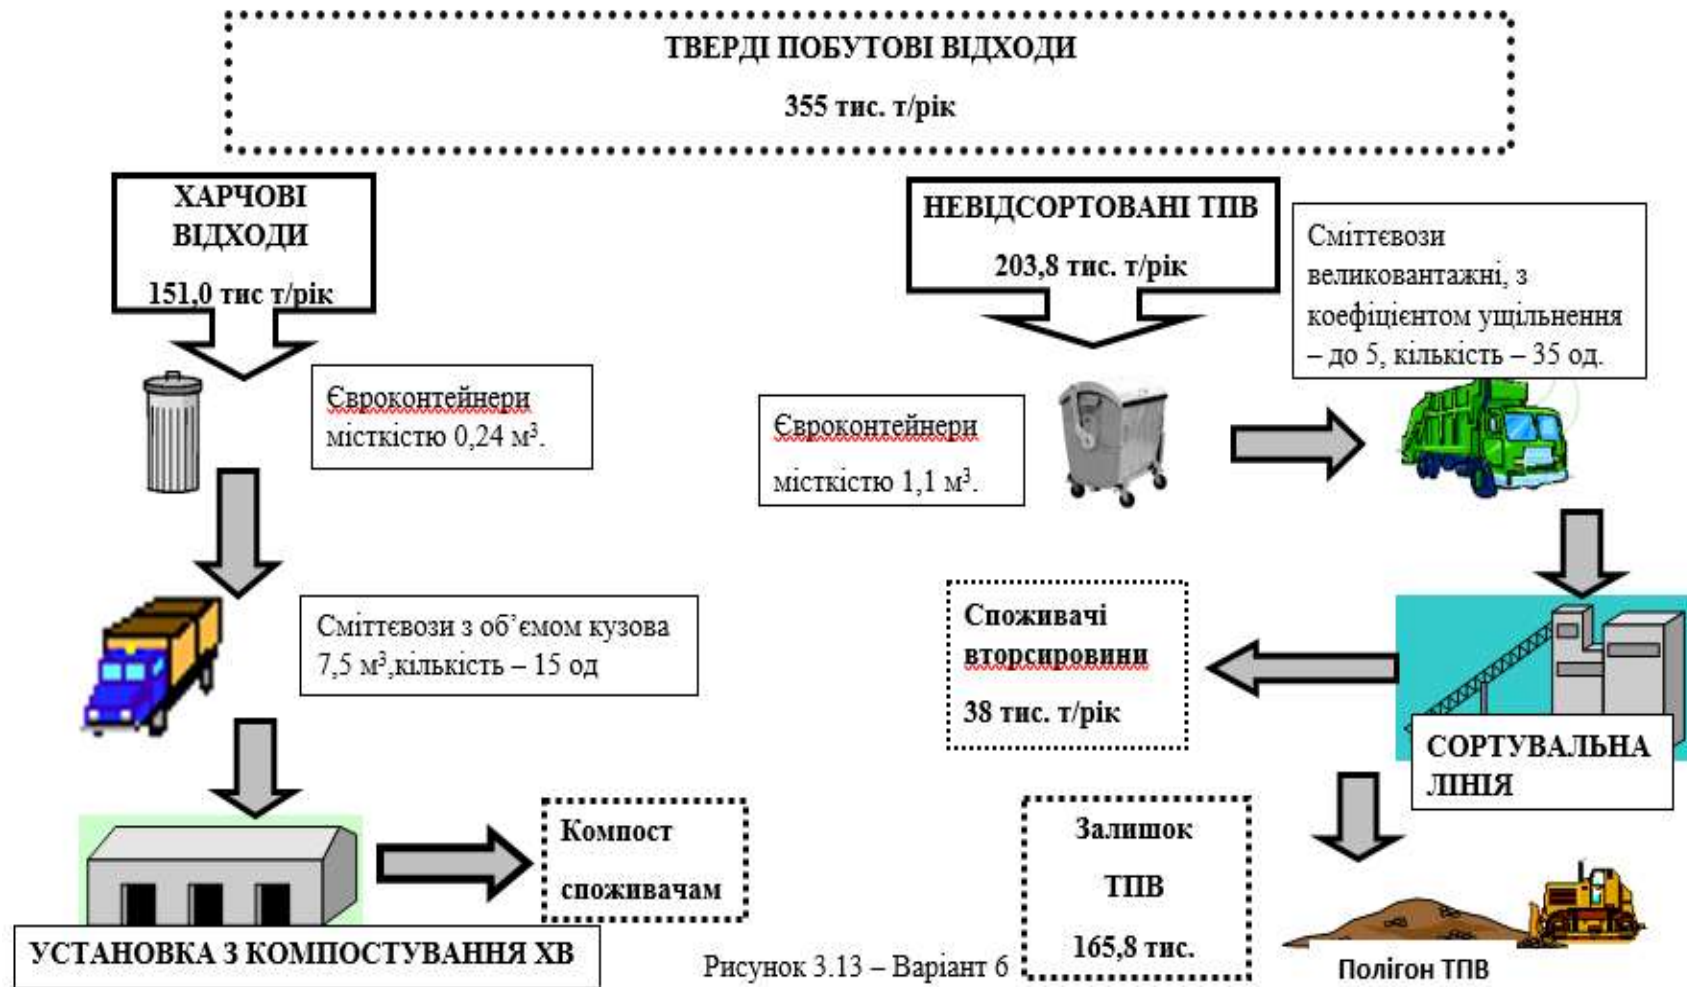 ТВЕРДІ ПОБУТОВІ ВІДХОДИ
355 тис. т/рік
ХАРЧОВІ
ВІДХОДИ
151,0 тис т/рік
НЕВІДСОРТОВАНІ ТПВ
203,8 тис. т/рік
Сміттєвози
великовантажні, з
коефіцієнтом ущільнення
– до 5, кількість – 35 од.
Євроконтейнери
місткістю 0,24 м³.
Євроконтейнери
місткістю 1,1 м³.
Сміттєвози з об’ємом кузова
7,5 м³,кількість – 15 од
Споживачі
вторсировини
38 тис. т/рік
СОРТУВАЛЬНА
ЛІНІЯ
Компост
споживачам
Залишок
ТПВ
165,8 тис.
УСТАНОВКА З КОМПОСТУВАННЯ ХВ
Рисунок 3.13 – Варіант 6
Полігон ТПВ